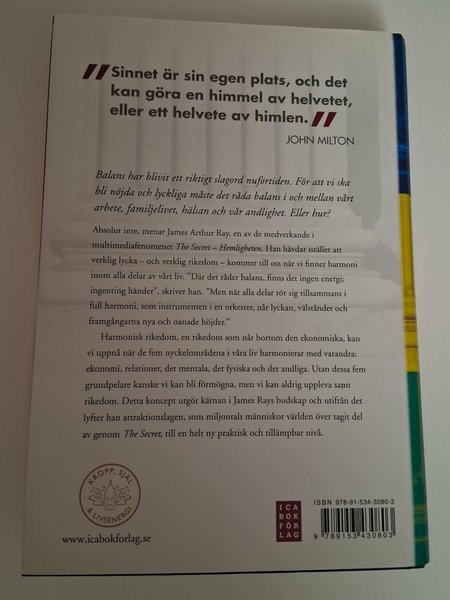 "Sinnet är sin egen plats, och det
kan göra en himmel av helvetet,
eller ett helvete av himlen."
JOHN MILTON
Balans har blivit ett riktigt slagord nuförtiden. För att vi ska
bli nöjda och lyckliga måste det råda balans i och mellan vårt
arbete, familjelivet, hälsan och vår andlighet. Eller hur?
Absolut inte, menar James Arthur Ray, en av de medverkande i
multimediafenomenet The Secret – Hemligheten. Han hävdar istället att
verklig lycka – och verklig rikedom – kommer till oss när vi finner harmoni
inom alla delar av vårt liv. "Där det råder balans, finns det ingen energi;
ingenting händer", skriver han. "Men när alla delar rör sig tillsammans i
full harmoni, som instrumenten i en orkester, når lyckan, välståndet och
framgångarna nya och oanade höjder."
Harmonisk rikedom, en rikedom som når bortom den ekonomiska, kan
vi uppnå när de fem nyckelområdena i våra liv harmonierar med varandra:
ekonomi, relationer, det mentala, det fysiska och det andliga. Utan dessa fem
grundpelare kanske vi kan bli förmögna, men vi kan aldrig uppleva sann
rikedom. Detta koncept utgör kärnan i James Rays budskap och utifrån det
lyfter han attraktionslagen, som miljontals människor världen över tagit del
av genom The Secret, till en helt ny praktisk och tillämpbar nivå.
KROPP, SJÄL
& LIVSENERGI
www.icabokforlag.se
ICA
BOK
FÖR
LAG
ISBN 978-91-534-3080-3
9 789153 430803